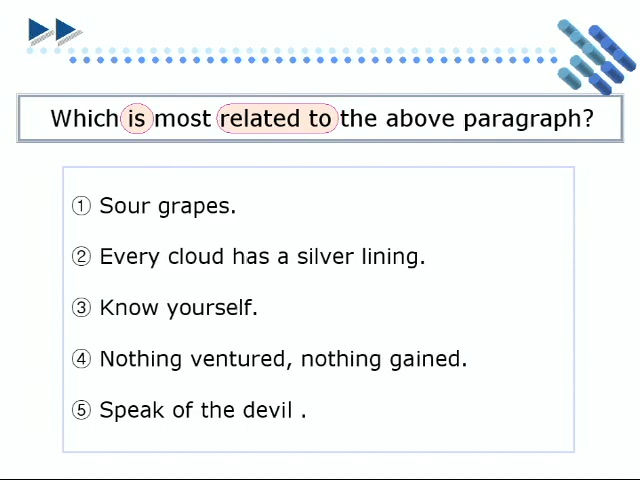 Which is most related to the above paragraph?
① Sour grapes.
② Every cloud has a silver lining.
③ Know yourself.
④ Nothing ventured, nothing gained.
⑤ Speak of the devil .